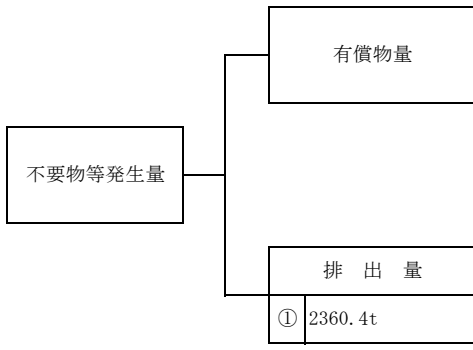 有償物量
不要物等発生量
排 出 量
① 2360.4t